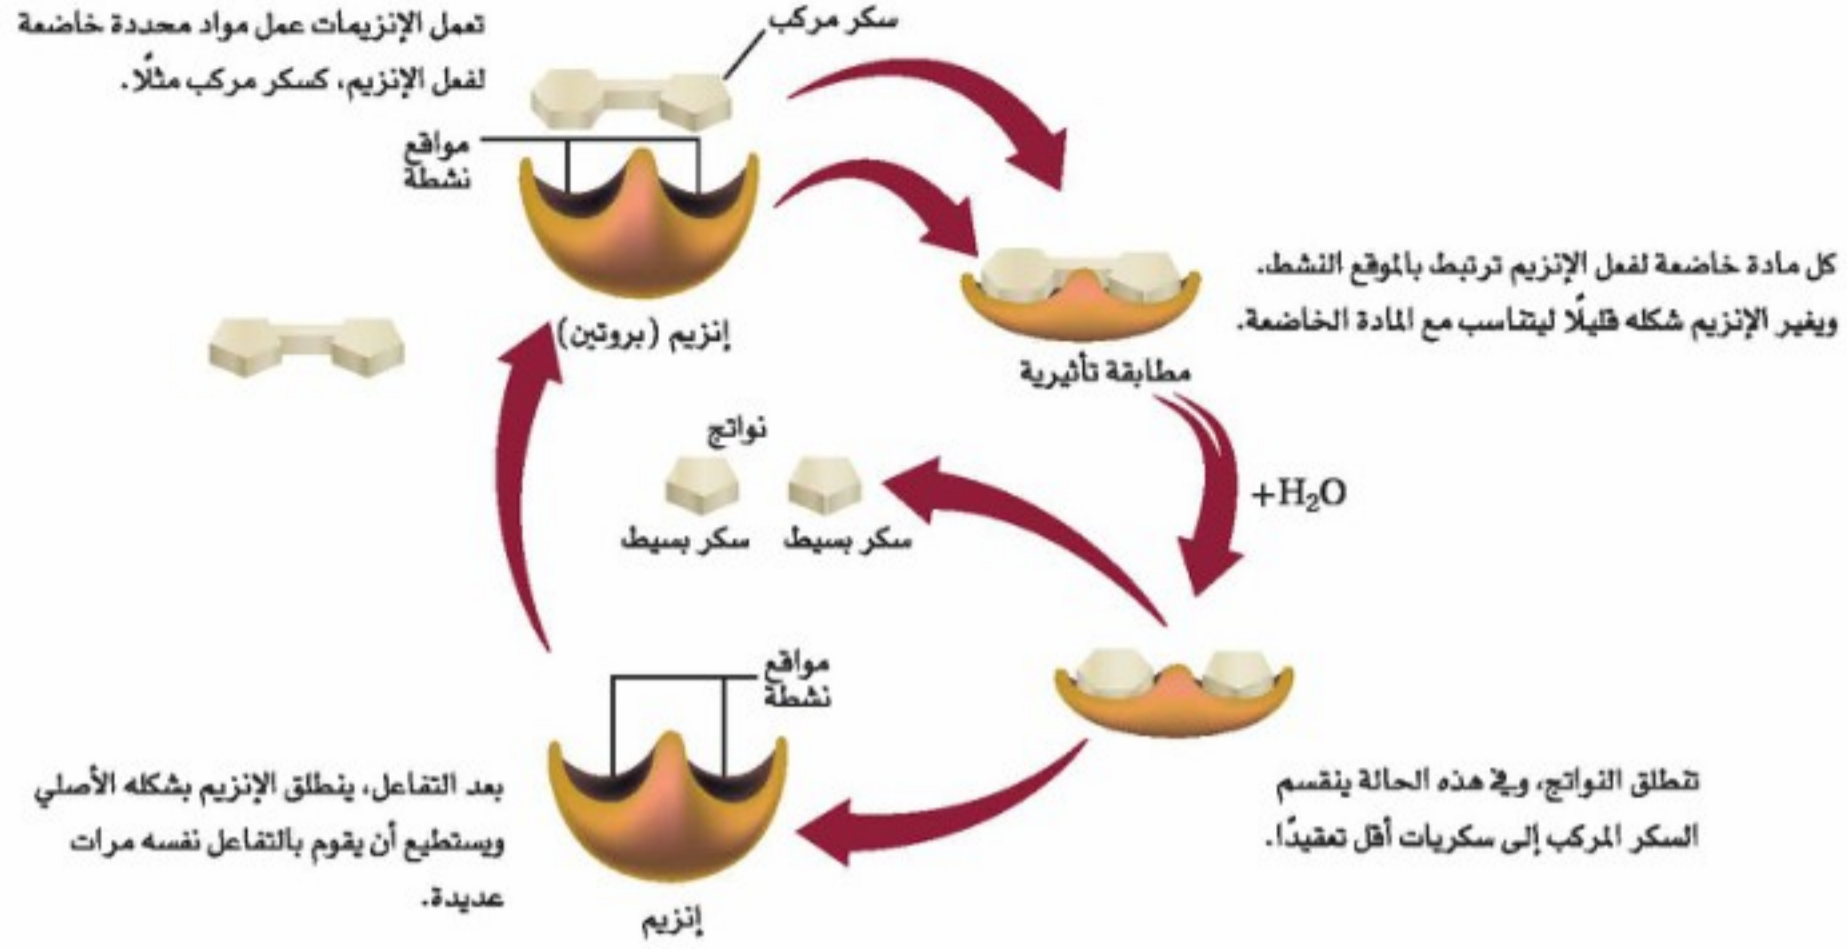 تعمل الإنزيمات عمل مواد محددة خاضعة
لفعل الإنزيم، كسكر مركب مثلًا.
سكر مركب
مواقع
نشطة
إنزيم (بروتين)
كل مادة خاضعة لفعل الإنزيم ترتبط بالموقع النشط.
ويغير الإنزيم شكله قليلًا ليتناسب مع المادة الخاضعة.
مطابقة تأثيرية
+H₂O
نواتج
سكر بسيط
سكر بسيط
تنطلق النواتج، وفي هذه الحالة ينقسم
السكر المركب إلى سكريات أقل تعقيدًا.
مواقع
نشطة
بعد التفاعل، ينطلق الإنزيم بشكله الأصلي
ويستطيع أن يقوم بالتفاعل نفسه مرات
عديدة.
إنزيم